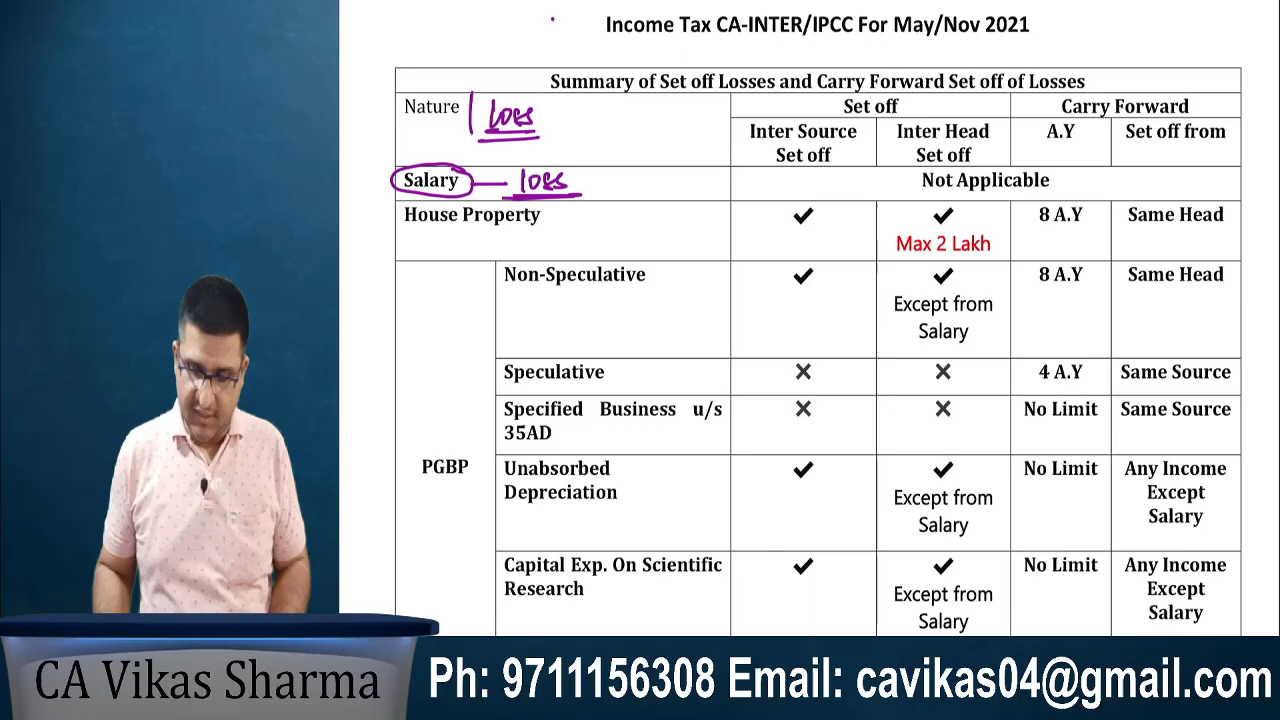 Income Tax CA-INTER/IPCC For May/Nov 2021
Summary of Set off Losses and Carry Forward Set off of Losses
Nature loss
Set off
Carry Forward
Inter Source Set off
Inter Head Set off
A.Y
Set off from
Salary loss
Not Applicable
House Property
8 A.Y
Same Head
Max 2 Lakh
PGBP
Non-Speculative
Except from
Salary
8 A.Y
Same Head
Speculative
4 A.Y
Same Source
Specified Business u/s
35AD
No Limit
Same Source
Unabsorbed
Depreciation
Except from
Salary
No Limit
Any Income
Except
Salary
Capital Exp. On Scientific
Research
Except from
Salary
No Limit
Any Income
Except
Salary
CA Vikas Sharma
Ph: 9711156308 Email: cavikas04@gmail.com